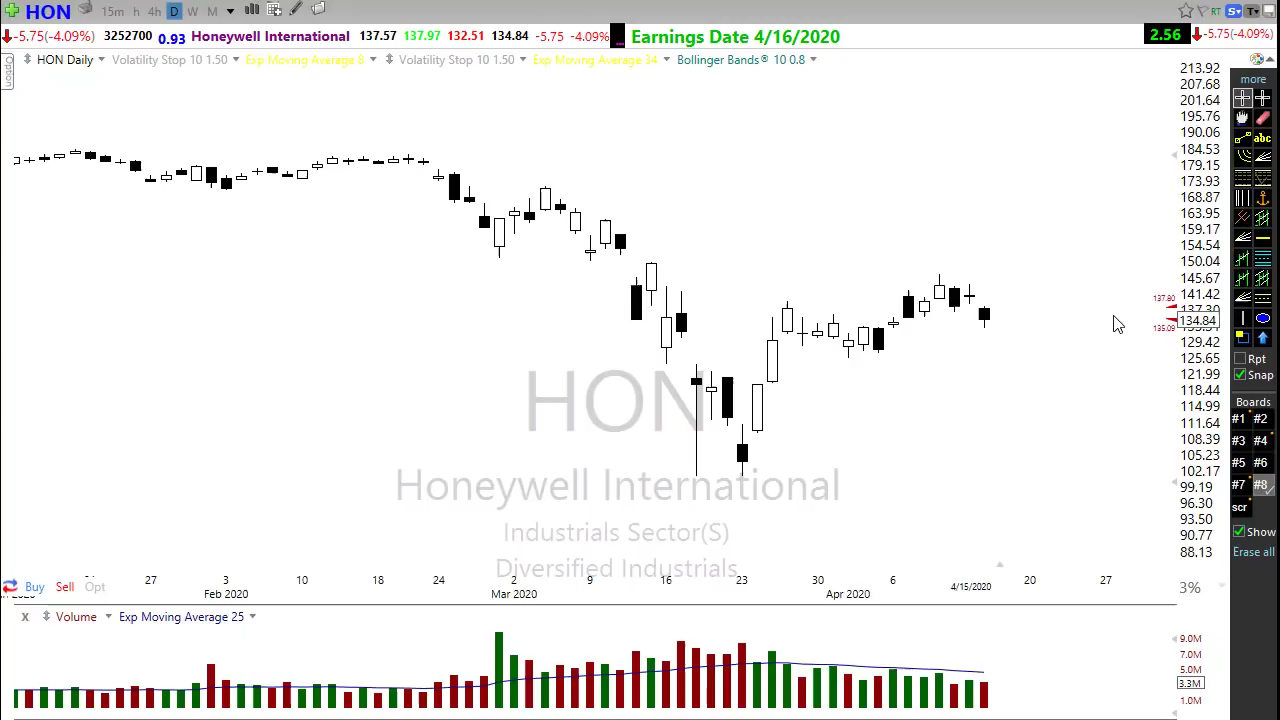 HON 15m h 4h D W M RT S T
-5.75(-4.09%) 3252700 0.93 Honeywell International 137.57 137.97 132.51 134.84 -5.75 -4.09% Earnings Date 4/16/2020 2.56 -5.75(-4.09%)
Option
HON Daily Volatility Stop 10 1.50 Exp Moving Average 8 Volatility Stop 10 1.50 Exp Moving Average 34 Bollinger Bands® 10 0.8
213.92
207.68
201.64
195.76
190.06
184.53
179.15
173.93
168.87
163.95
159.17
154.54
150.04
145.67
141.42
137.80
137.30
134.84
135.09
129.42
125.65
121.99
118.44
114.99
111.64
108.39
105.23
102.17
99.19
96.30
93.50
90.77
88.13
HON
Honeywell International
Industrials Sector(S)
Diversified Industrials
more
abc
Rpt
Snap
Boards
#1 #2
#3 #4
#5 #6
#7 #8
scr
Show
Erase all
27 3 10 18 24 2 9 16 23 30 6 4/15/2020 20 27
Buy Sell Opt
Feb 2020 Mar 2020 Apr 2020
3%
x Volume Exp Moving Average 25
9.0M
7.0M
5.0M
3.3M
1.0M